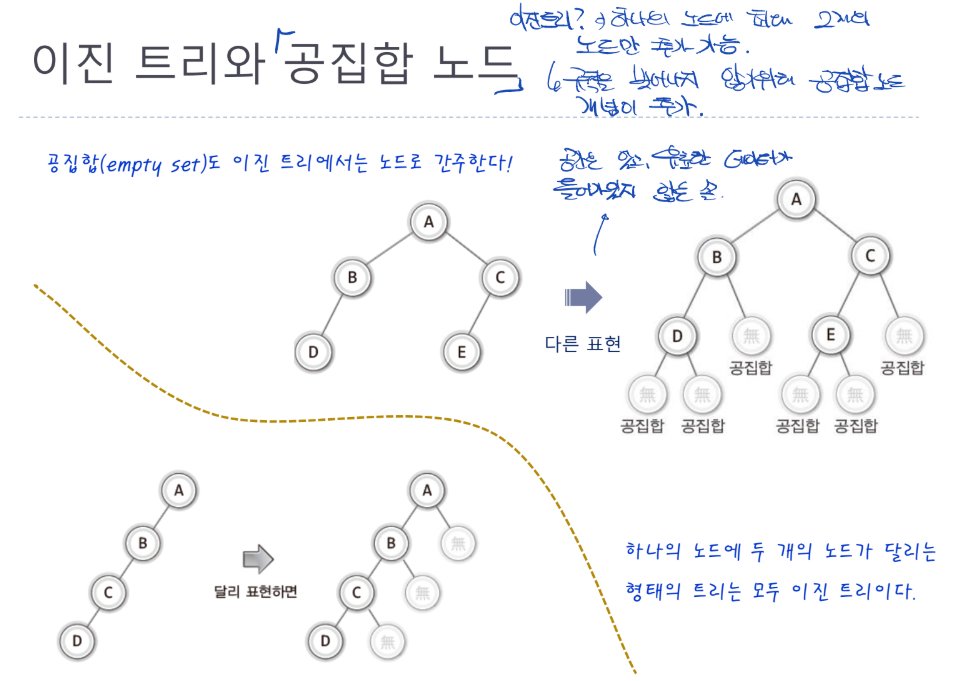 이진트리? → 하나의 노드에 최대 2개의
노드만 추가 가능.
이진 트리와 공집합 노드
규칙을 벗어나지 않기위해 공집합노드
개념이 추가.
공집합(empty set)도 이진 트리에서는 노드로 간주한다!
공간은 있고, 유효한 데이터가
들어가있지 않은 곳.
A
B
C
D
E
다른 표현
A
B
C
D
無
E
無
공집합
공집합
無
無
無
無
공집합
공집합
공집합
공집합
A
B
C
D
달리 표현하면
A
B
無
C
無
D
無
하나의 노드에 두 개의 노드가 달리는
형태의 트리는 모두 이진 트리이다.